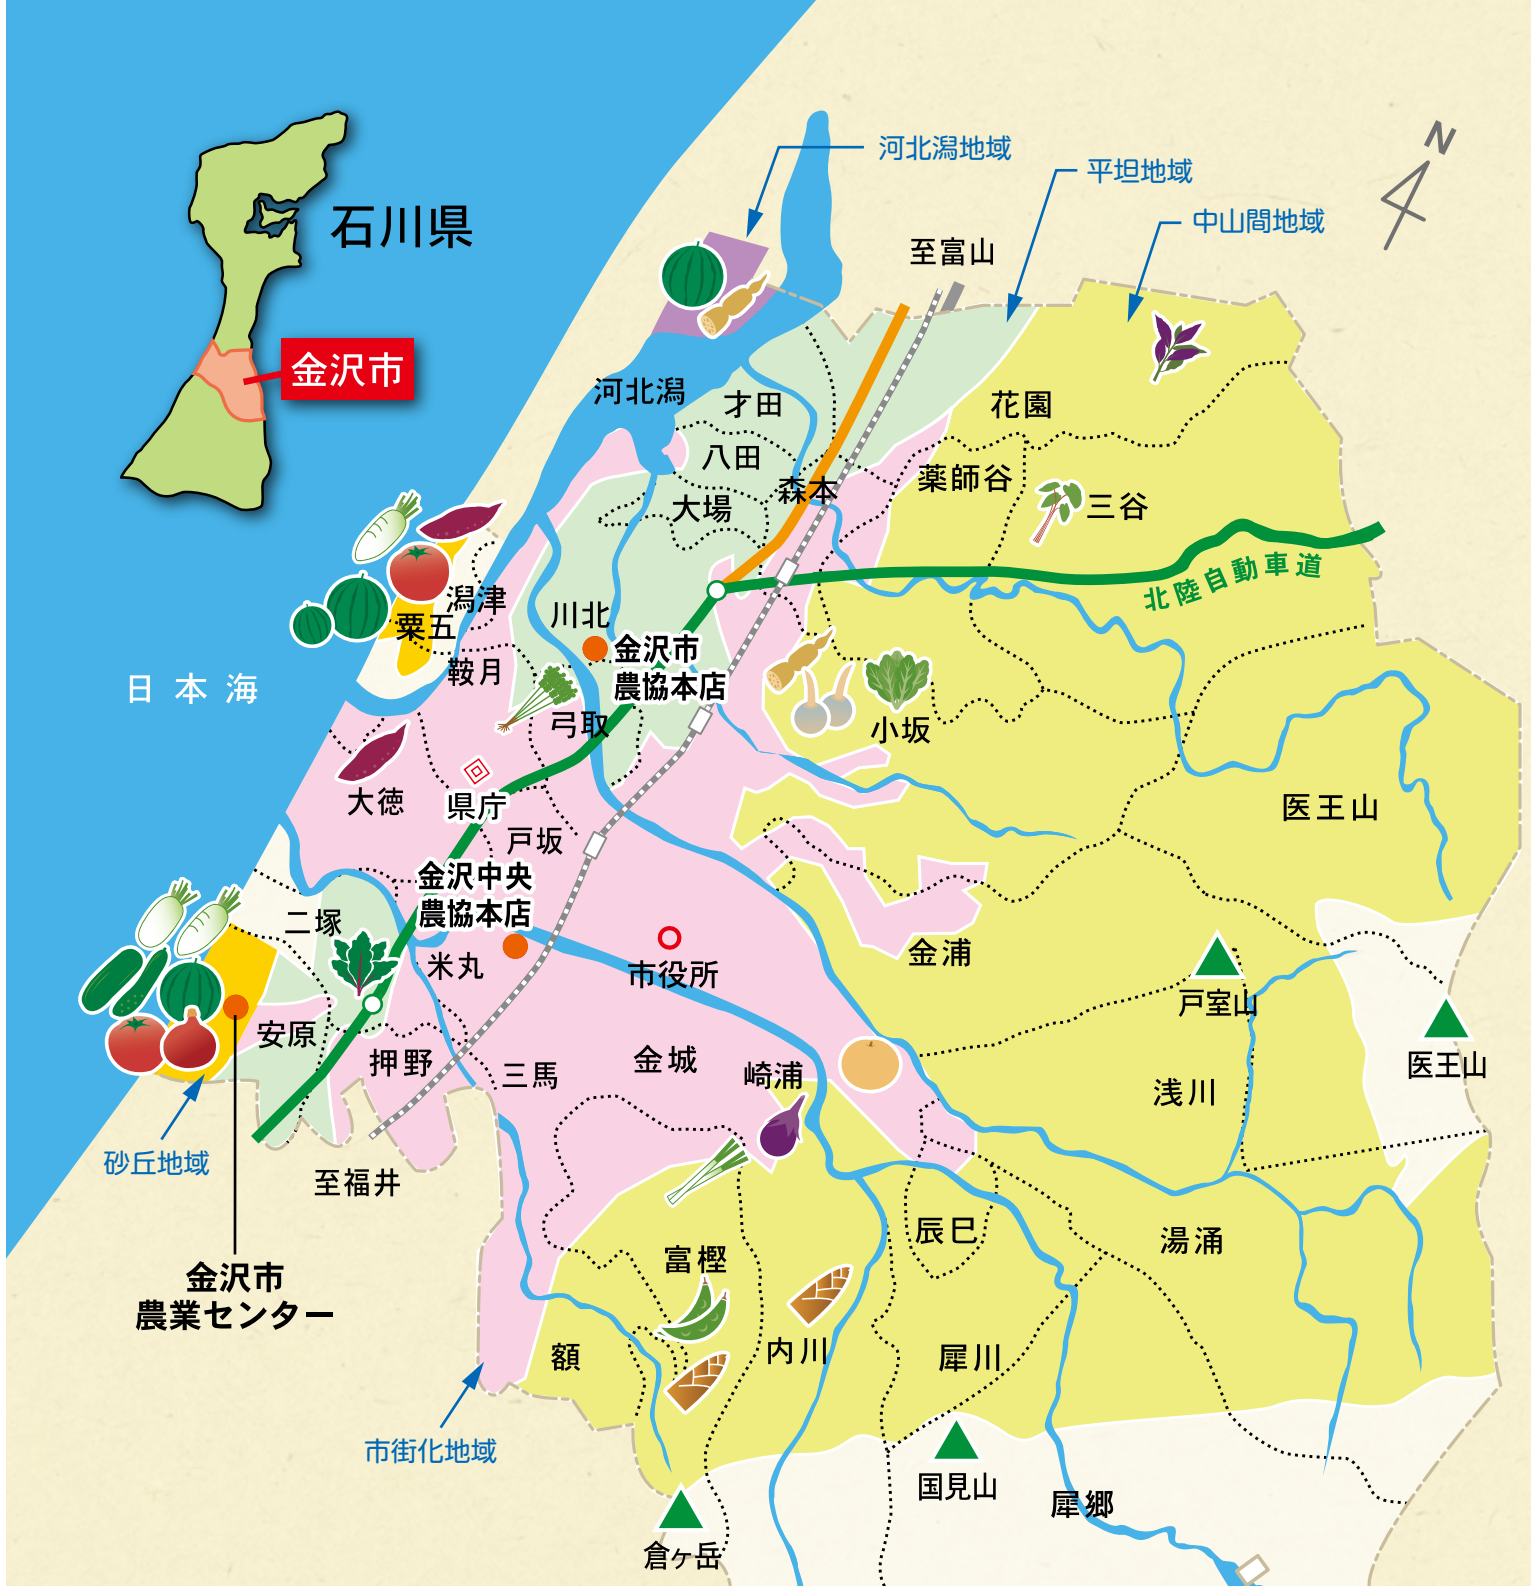 河北潟地域
平坦地域
中山間地域
N
石川県
至富山
金沢市
河北潟
才田
花園
八田
薬師谷
森本
大場
三谷
北陸自動車道
潟津
粟五
川北
金沢市
農協本店
鞍月
日本海
弓取
小坂
大徳
県庁
医王山
戸坂
金沢中央
農協本店
二塚
米丸
市役所
金浦
戸室山
安原
押野
三馬
金城
崎浦
医王山
浅川
砂丘地域
至福井
辰巳
湯涌
富樫
金沢市
農業センター
額
内川
犀川
市街化地域
国見山
犀郷
倉ヶ岳